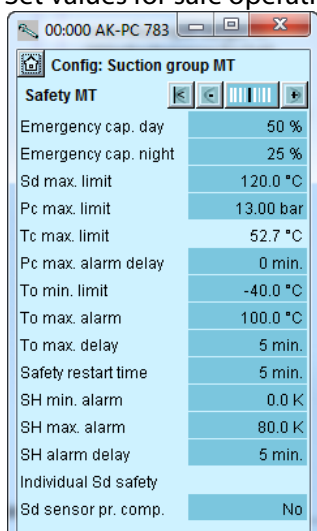 Set values for safe operati
00:000 AK-PC 783
Config: Suction group MT
Safety MT
Emergency cap. day 50 %
Emergency cap. night 25 %
Sd max. limit 120.0 °C
Pc max. limit 13.00 bar
Tc max. limit 52.7 °C
Pc max. alarm delay 0 min.
To min. limit -40.0 °C
To max. alarm 100.0 °C
To max. delay 5 min.
Safety restart time 5 min.
SH min. alarm 0.0 K
SH max. alarm 80.0 K
SH alarm delay 5 min.
Individual Sd safety
Sd sensor pr. comp. No